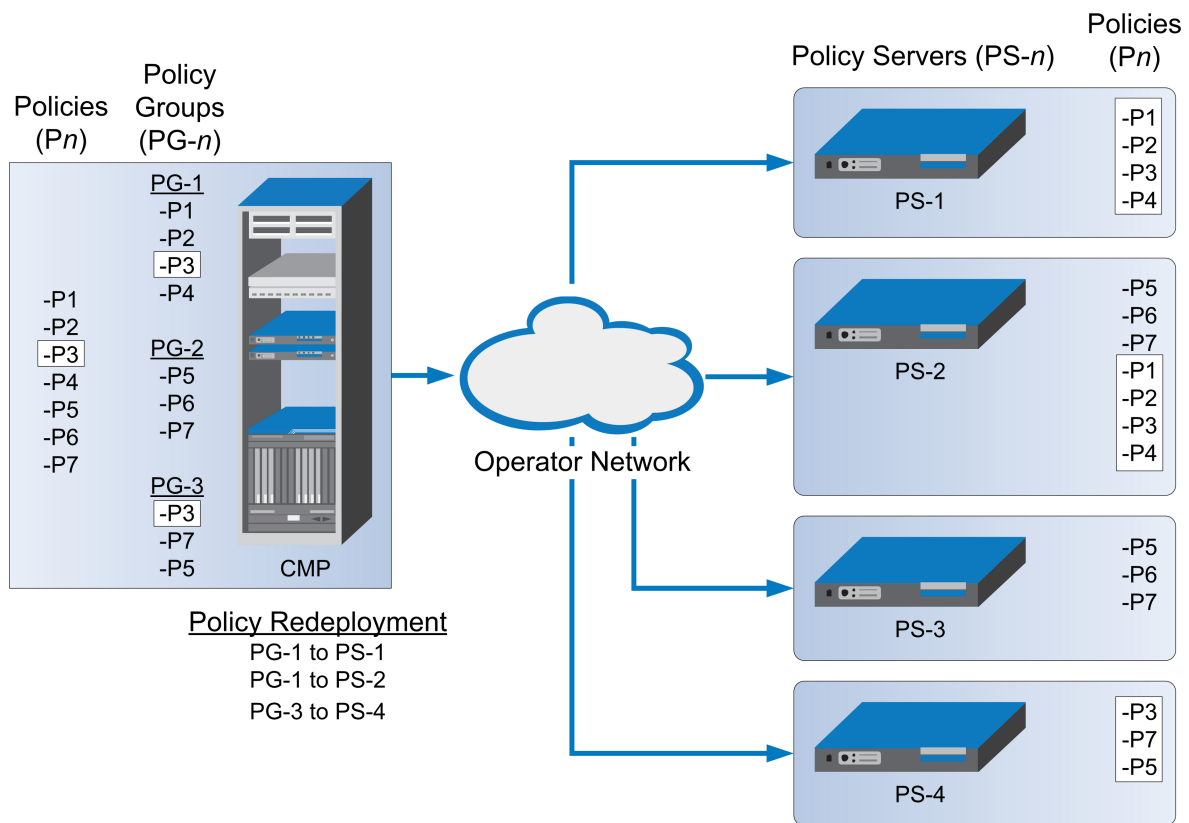 Policies
(Pn)
Policy
Groups
(PG-n)
-P1
-P2
-P3
-P4
-P5
-P6
-P7
PG-1
-P1
-P2
-P3
-P4
PG-2
-P5
-P6
-P7
PG-3
-P3
-P7
-P5
CMP
Policy Redeployment
PG-1 to PS-1
PG-1 to PS-2
PG-3 to PS-4
Operator Network
Policy Servers (PS-n)
Policies
(Pn)
PS-1
-P1
-P2
-P3
-P4
PS-2
-P5
-P6
-P7
-P1
-P2
-P3
-P4
PS-3
-P5
-P6
-P7
PS-4
-P3
-P7
-P5